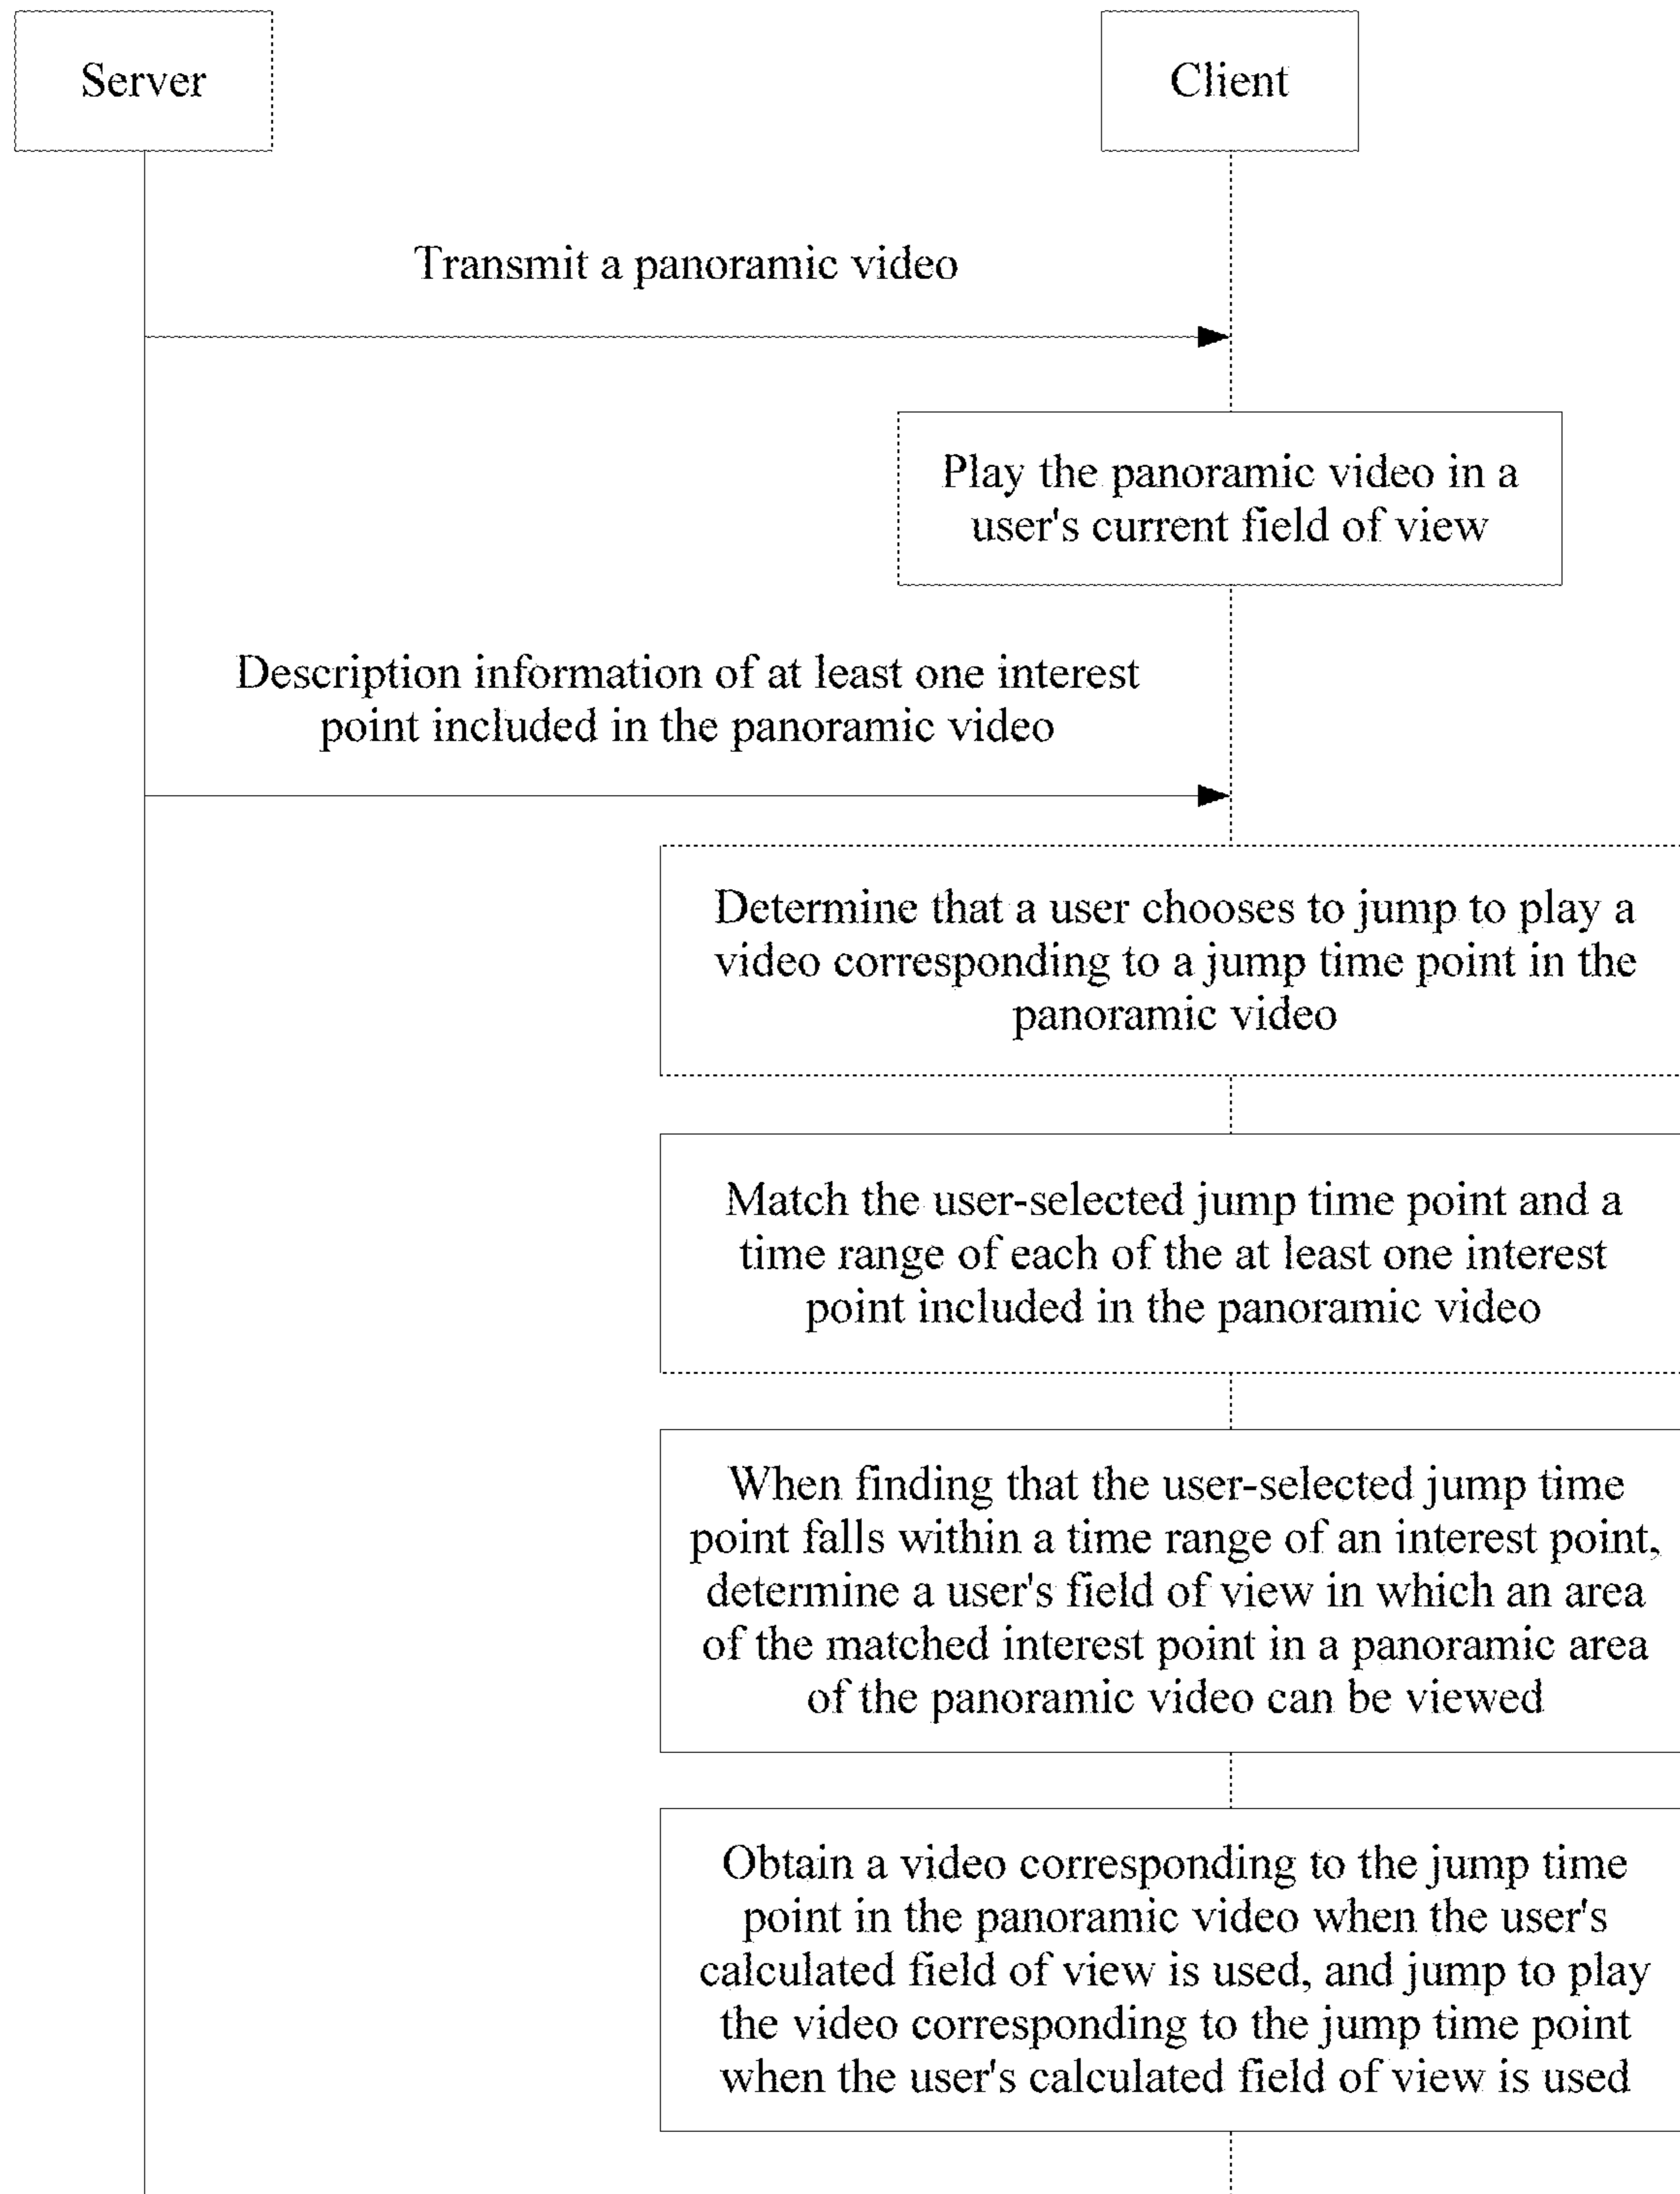 Server
Client
Transmit a panoramic video
Play the panoramic video in a
user's current field of view
Description information of at least one interest
point included in the panoramic video
Determine that a user chooses to jump to play a
video corresponding to a jump time point in the
panoramic video
Match the user-selected jump time point and a
time range of each of the at least one interest
point included in the panoramic video
When finding that the user-selected jump time
point falls within a time range of an interest point,
determine a user's field of view in which an area
of the matched interest point in a panoramic area
of the panoramic video can be viewed
Obtain a video corresponding to the jump time
point in the panoramic video when the user's
calculated field of view is used, and jump to play
the video corresponding to the jump time point
when the user's calculated field of view is used